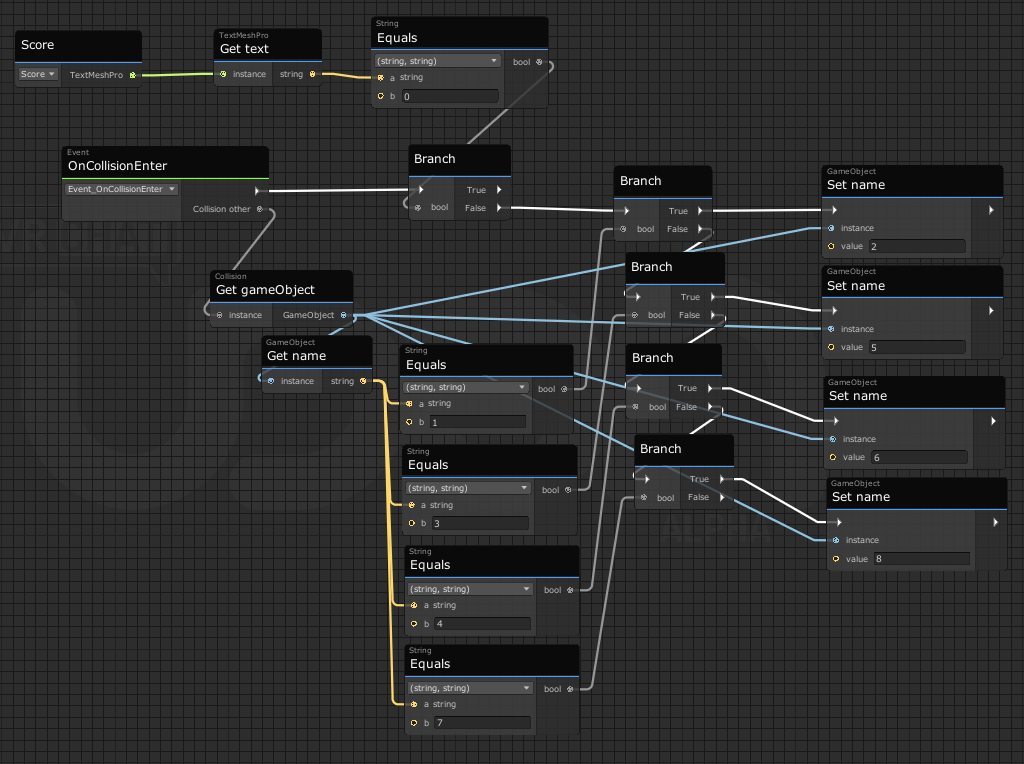 Score
Score
TextMeshPro
TextMeshPro
Get text
instance
string
String
Equals
(string, string)
bool
a string
b 0
Event
OnCollisionEnter
Event_OnCollisionEnter
Collision other
Branch
True
bool
False
Branch
True
bool
False
GameObject
Set name
instance
value 2
Collision
Get gameObject
instance
GameObject
Branch
True
bool
False
GameObject
Set name
instance
value 5
GameObject
Get name
instance
string
String
Equals
(string, string)
bool
a string
b 1
Branch
True
bool
False
GameObject
Set name
instance
value 6
String
Equals
(string, string)
bool
a string
b 3
Branch
True
bool
False
GameObject
Set name
instance
value 8
String
Equals
(string, string)
bool
a string
b 4
String
Equals
(string, string)
bool
a string
b 7